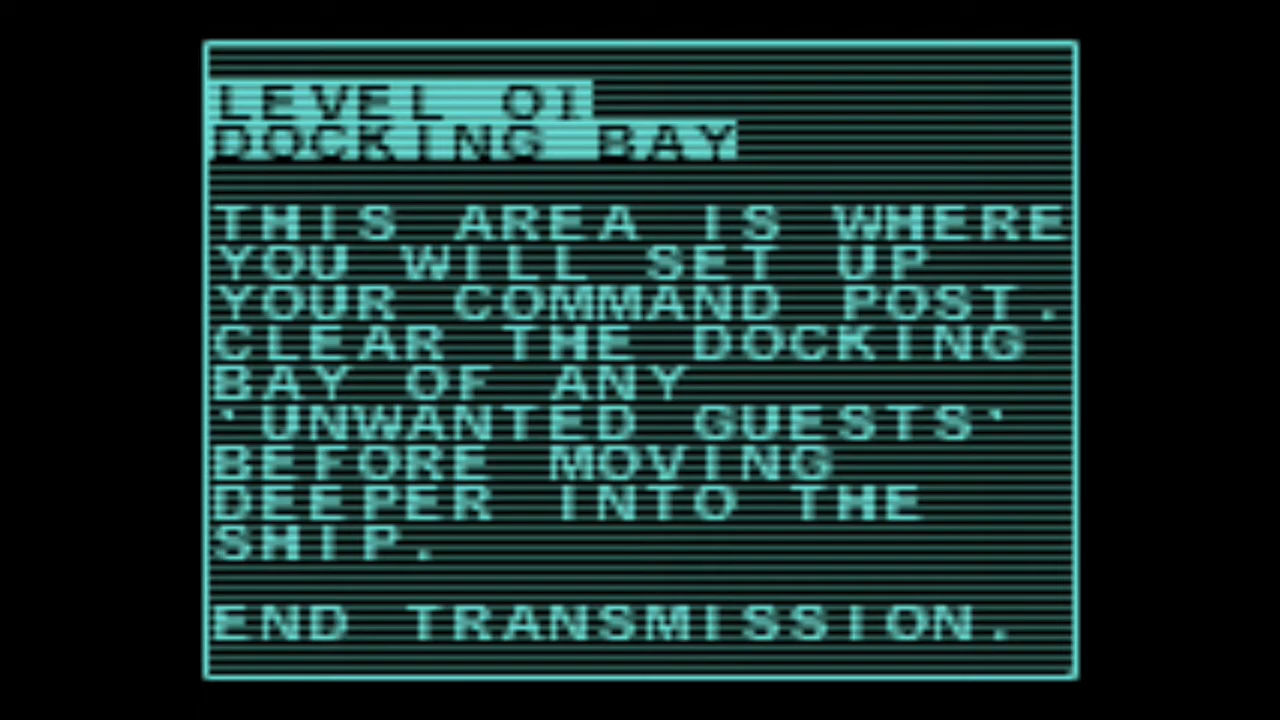 LEVEL 01
DOCKING BAY
THIS AREA IS WHERE
YOU WILL SET UP
YOUR COMMAND POST.
CLEAR THE DOCKING
BAY OF ANY
'UNWANTED GUESTS'
BEFORE MOVING
DEEPER INTO THE
SHIP.
END TRANSMISSION.